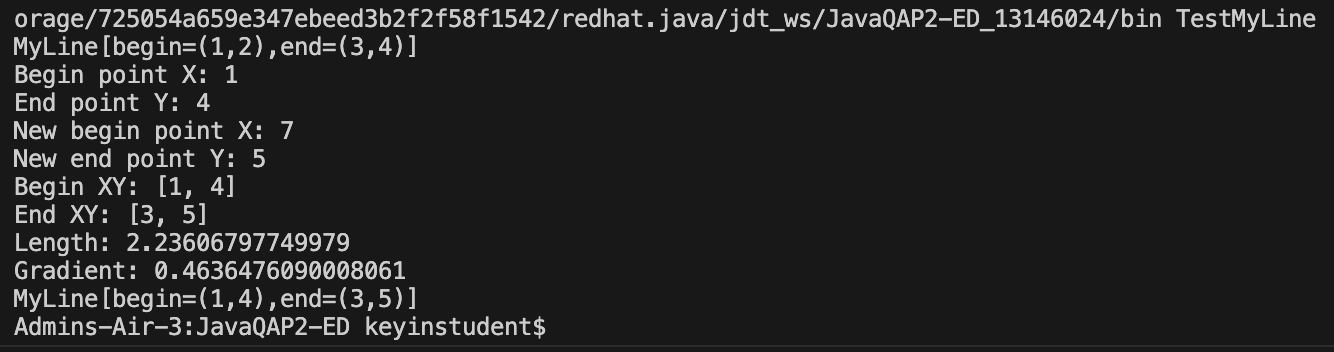 orage/725054a659e347ebeed3b2f2f58f1542/redhat.java/jdt_ws/JavaQAP2-ED_13146024/bin TestMyLine
MyLine[begin=(1,2),end=(3,4)]
Begin point X: 1
End point Y: 4
New begin point X: 7
New end point Y: 5
Begin XY: [1, 4]
End XY: [3, 5]
Length: 2.23606797749979
Gradient: 0.4636476090008061
MyLine[begin=(1,4),end=(3,5)]
Admins-Air-3:JavaQAP2-ED keyinstudent$